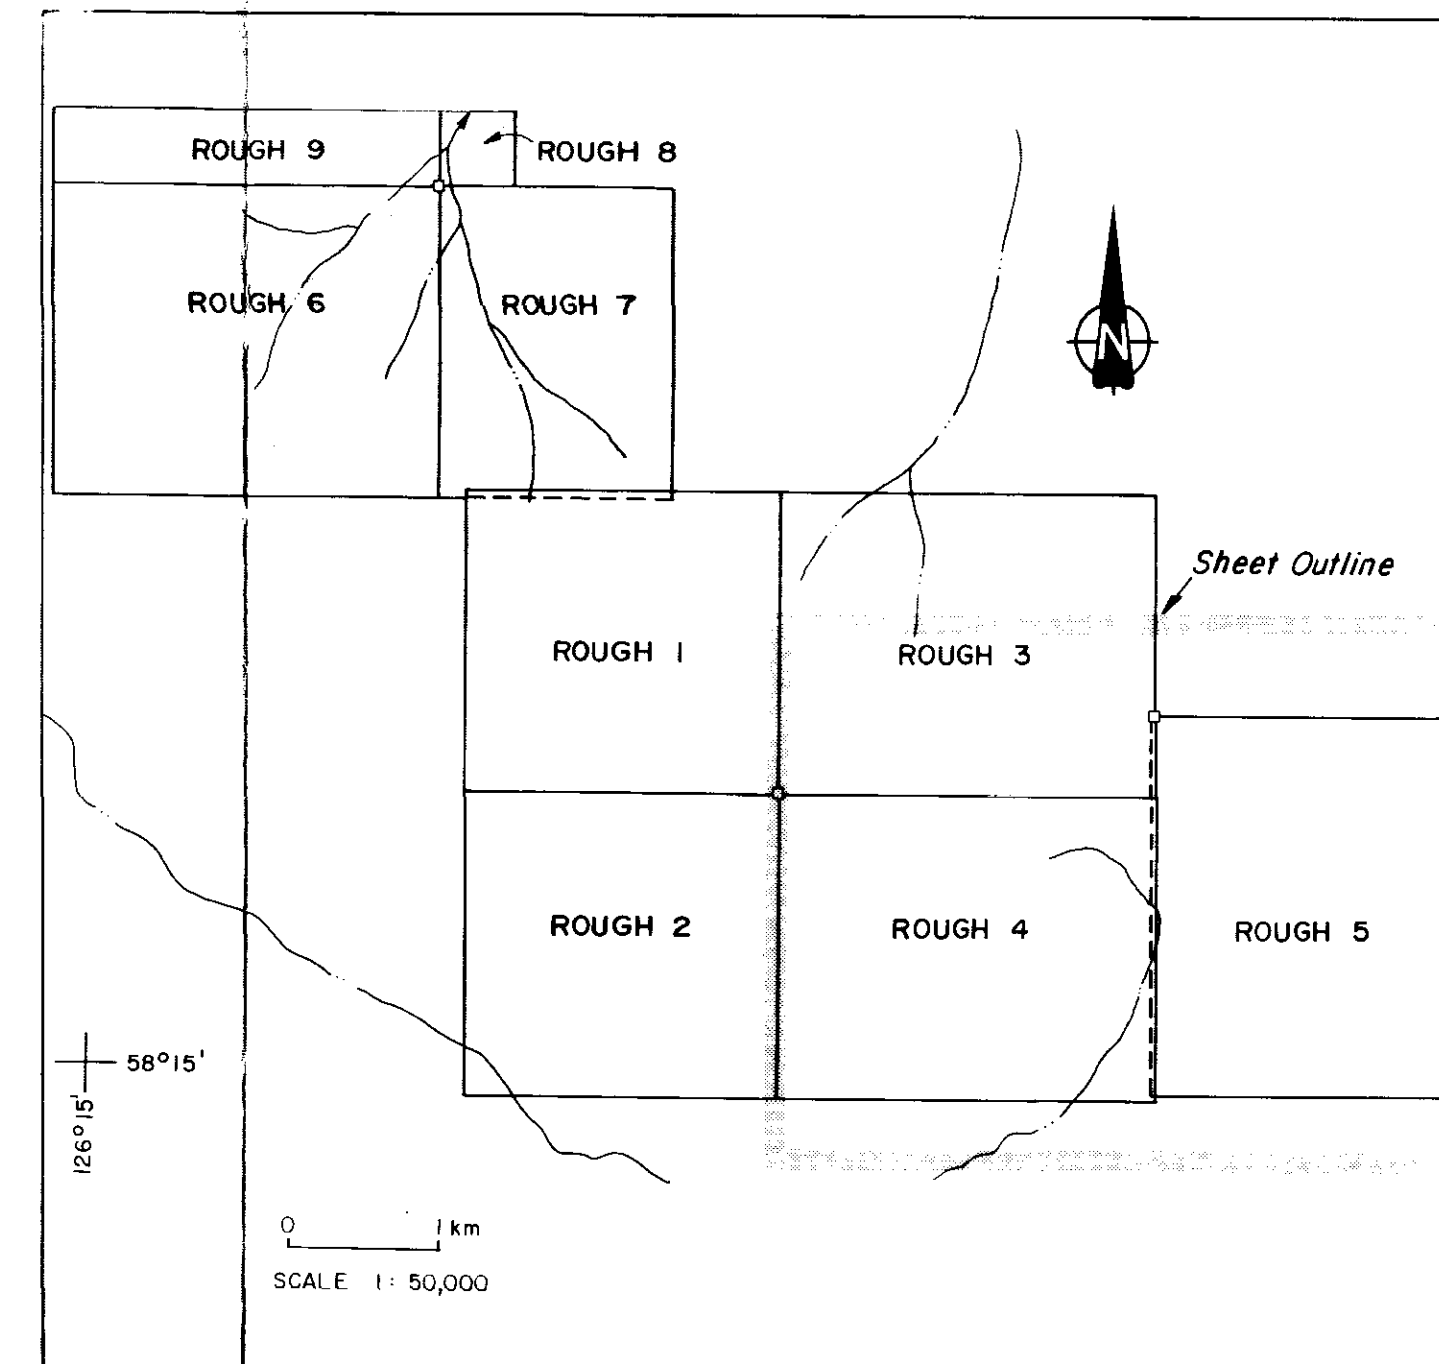 ROUGH 9
ROUGH 8
ROUGH 6
ROUGH 7
N
Sheet Outline
ROUGH 1
ROUGH 3
ROUGH 2
ROUGH 4
ROUGH 5
58°15'
126°15'
0 1 km
SCALE 1: 50,000